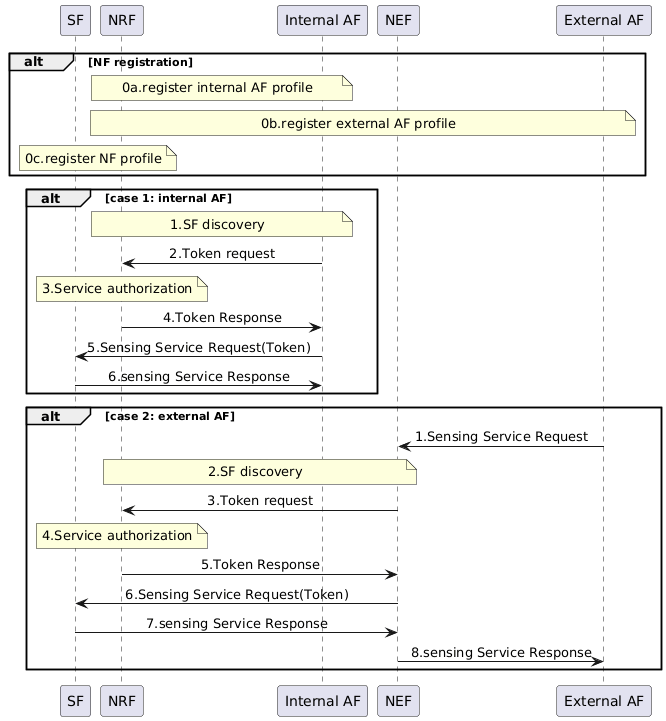 SF NRF Internal AF NEF External AF
alt [NF registration]
0a.register internal AF profile
0b.register external AF profile
0c.register NF profile
alt [case 1: internal AF]
1.SF discovery
2.Token request
3.Service authorization
4.Token Response
5.Sensing Service Request(Token)
6.sensing Service Response
alt [case 2: external AF]
1.Sensing Service Request
2.SF discovery
3.Token request
4.Service authorization
5.Token Response
6.Sensing Service Request(Token)
7.sensing Service Response
8.sensing Service Response
SF NRF Internal AF NEF External AF